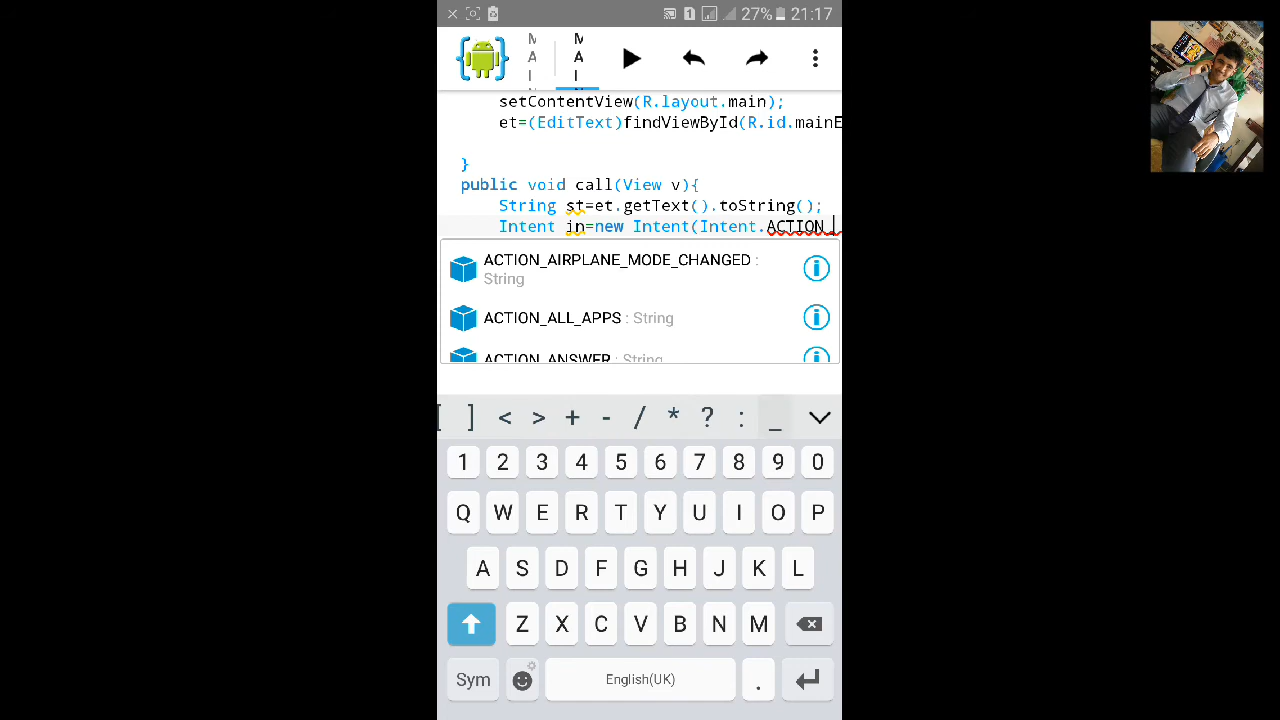 27% 21:17
M
A
I
N
M
A
I
setContentView(R.layout.main);
et=(EditText)findViewById(R.id.mainE
}
public void call(View v){
String st=et.getText().toString();
Intent in=new Intent(Intent.ACTION_
ACTION_AIRPLANE_MODE_CHANGED :
String
ACTION_ALL_APPS : String
ACTION_ANSWER : String
[ ] < > + - / * ? : _
1 2 3 4 5 6 7 8 9 0
Q W E R T Y U I O P
A S D F G H J K L
Z X C V B N M
Sym English(UK) .